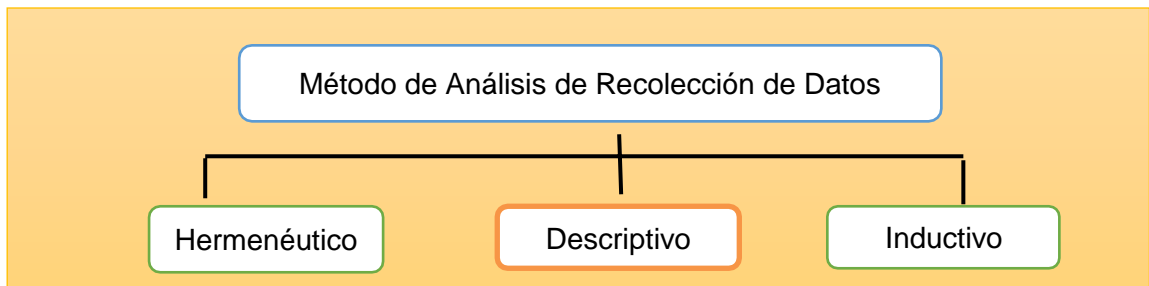 Método de Análisis de Recolección de Datos
Hermenéutico Descriptivo Inductivo